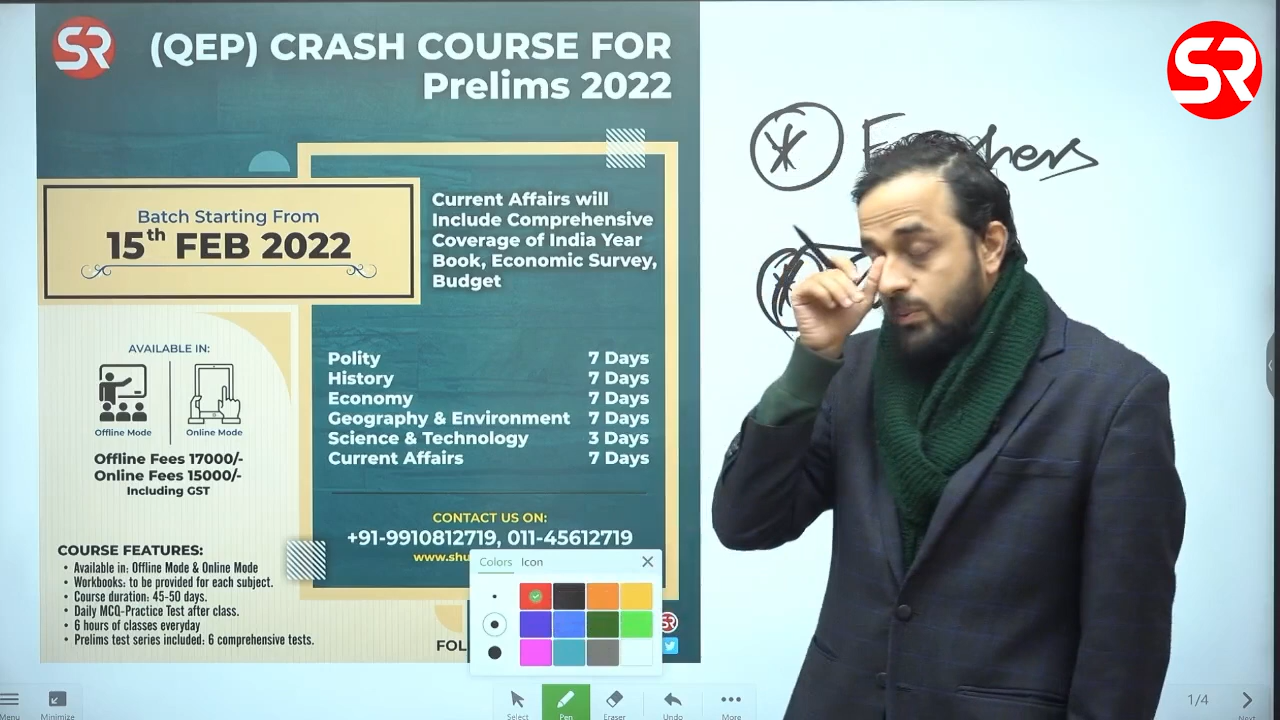 SR
(QEP) CRASH COURSE FOR
Prelims 2022
SR
Batch Starting From
15th FEB 2022
Current Affairs will
Include Comprehensive
Coverage of India Year
Book, Economic Survey,
Budget
AVAILABLE IN:
Offline Mode
Online Mode
Offline Fees 17000/-
Online Fees 15000/-
Including GST
Polity 7 Days
History 7 Days
Economy 7 Days
Geography & Environment 7 Days
Science & Technology 3 Days
Current Affairs 7 Days
CONTACT US ON:
+91-9910812719, 011-45612719
COURSE FEATURES:
• Available in: Offline Mode & Online Mode
• Workbooks: to be provided for each subject.
• Course duration: 45-50 days.
• Daily MCQ-Practice Test after class.
• 6 hours of classes everyday
• Prelims test series included: 6 comprehensive tests.
Colors Icon
SR
1/4
Menu
Minimize
Select
Pen
Eraser
Undo
More
Next